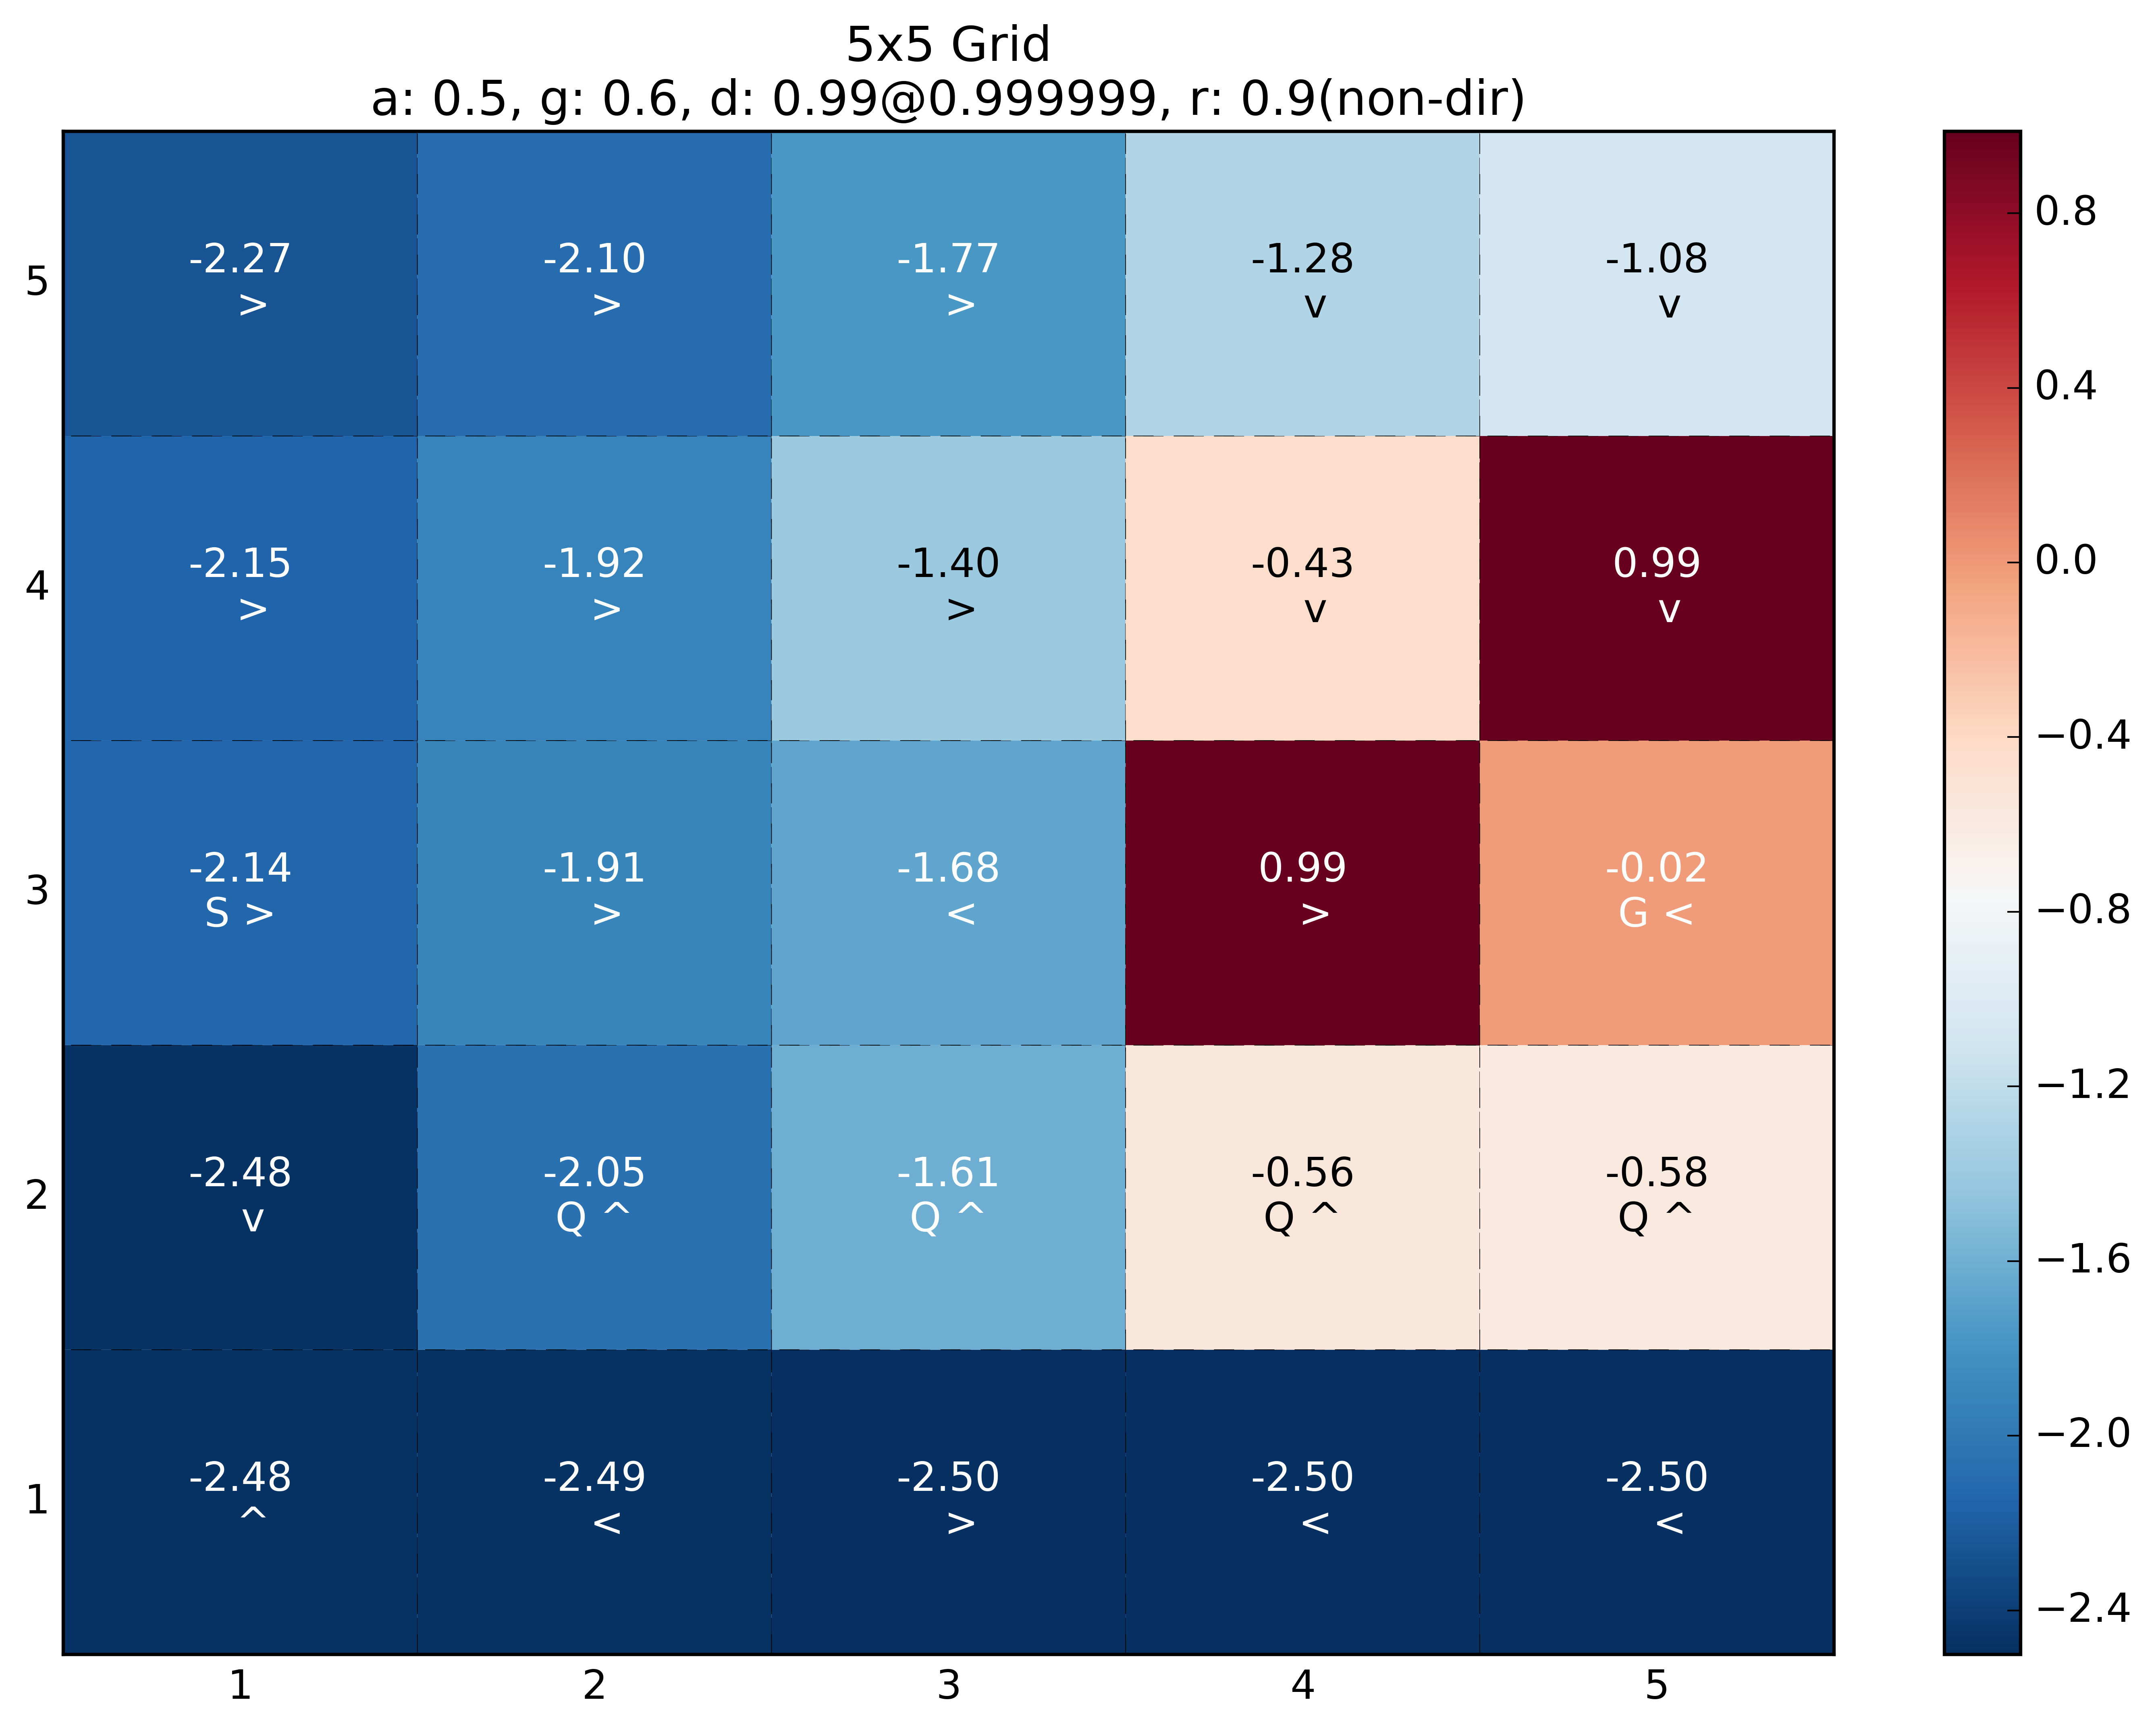 5x5 Grid
a: 0.5, g: 0.6, d: 0.99@0.999999, r: 0.9(non-dir)
5
-2.27 -2.10 -1.77 -1.28 -1.08
> > > v v
4
-2.15 -1.92 -1.40 -0.43 0.99
> > > v v
3
-2.14 -1.91 -1.68 0.99 -0.02
S > > < > G <
2
-2.48 -2.05 -1.61 -0.56 -0.58
v Q ^ Q ^ Q ^ Q ^
1
-2.48 -2.49 -2.50 -2.50 -2.50
^ < > < <
1 2 3 4 5
0.8
0.4
0.0
−0.4
−0.8
−1.2
−1.6
−2.0
−2.4